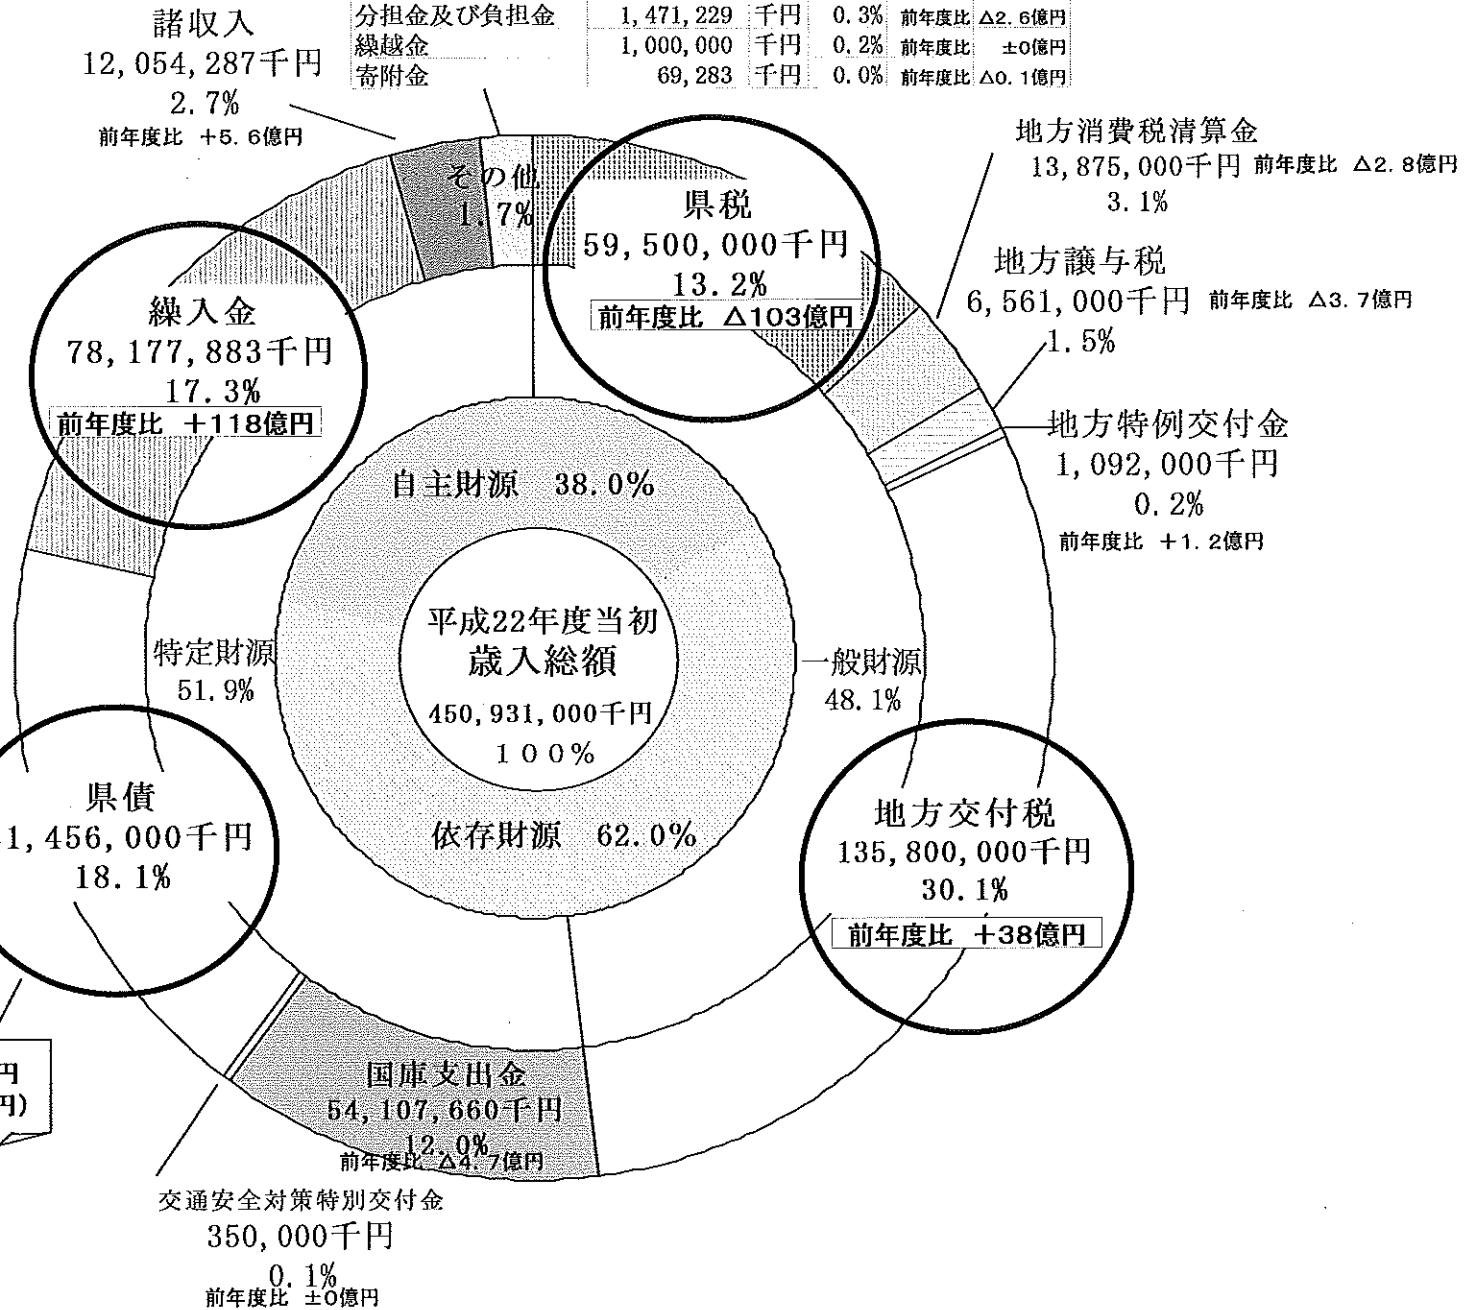 諸収入
12,054,287千円
2.7%
前年度比 +5.6億円
分担金及び負担金 1,471,229 千円 0.3% 前年度比 △2.6億円
繰越金 1,000,000 千円 0.2% 前年度比 ±0億円
寄附金 69,283 千円 0.0% 前年度比 △0.1億円
その他
1.7%
県税
59,500,000千円
13.2%
前年度比 △103億円
地方消費税清算金
13,875,000千円 前年度比 △2.8億円
3.1%
地方譲与税
6,561,000千円 前年度比 △3.7億円
1.5%
地方特例交付金
1,092,000千円
0.2%
前年度比 +1.2億円
繰入金
78,177,883千円
17.3%
前年度比 +118億円
自主財源 38.0%
平成22年度当初
歳入総額
450,931,000千円
100%
特定財源
51.9%
一般財源
48.1%
依存財源 62.0%
県債
1,456,000千円
18.1%
地方交付税
135,800,000千円
30.1%
前年度比 +38億円
円
円)
国庫支出金
54,107,660千円
12.0%
前年度比 △4.7億円
交通安全対策特別交付金
350,000千円
0.1%
前年度比 ±0億円